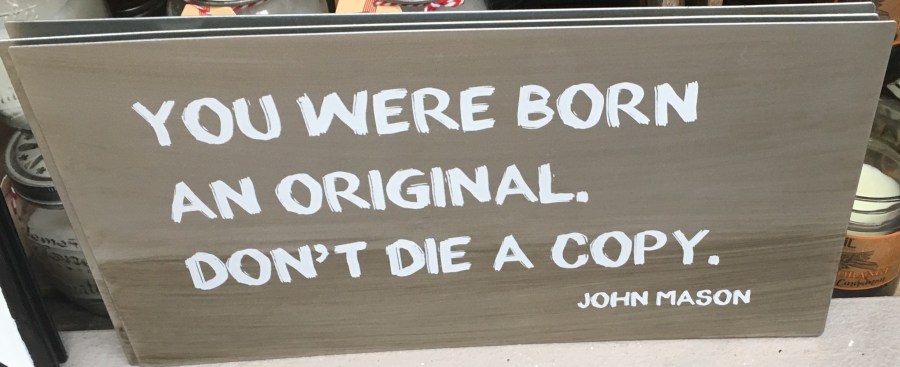 YOU WERE BORN
AN ORIGINAL.
DON'T DIE A COPY.
JOHN MASON